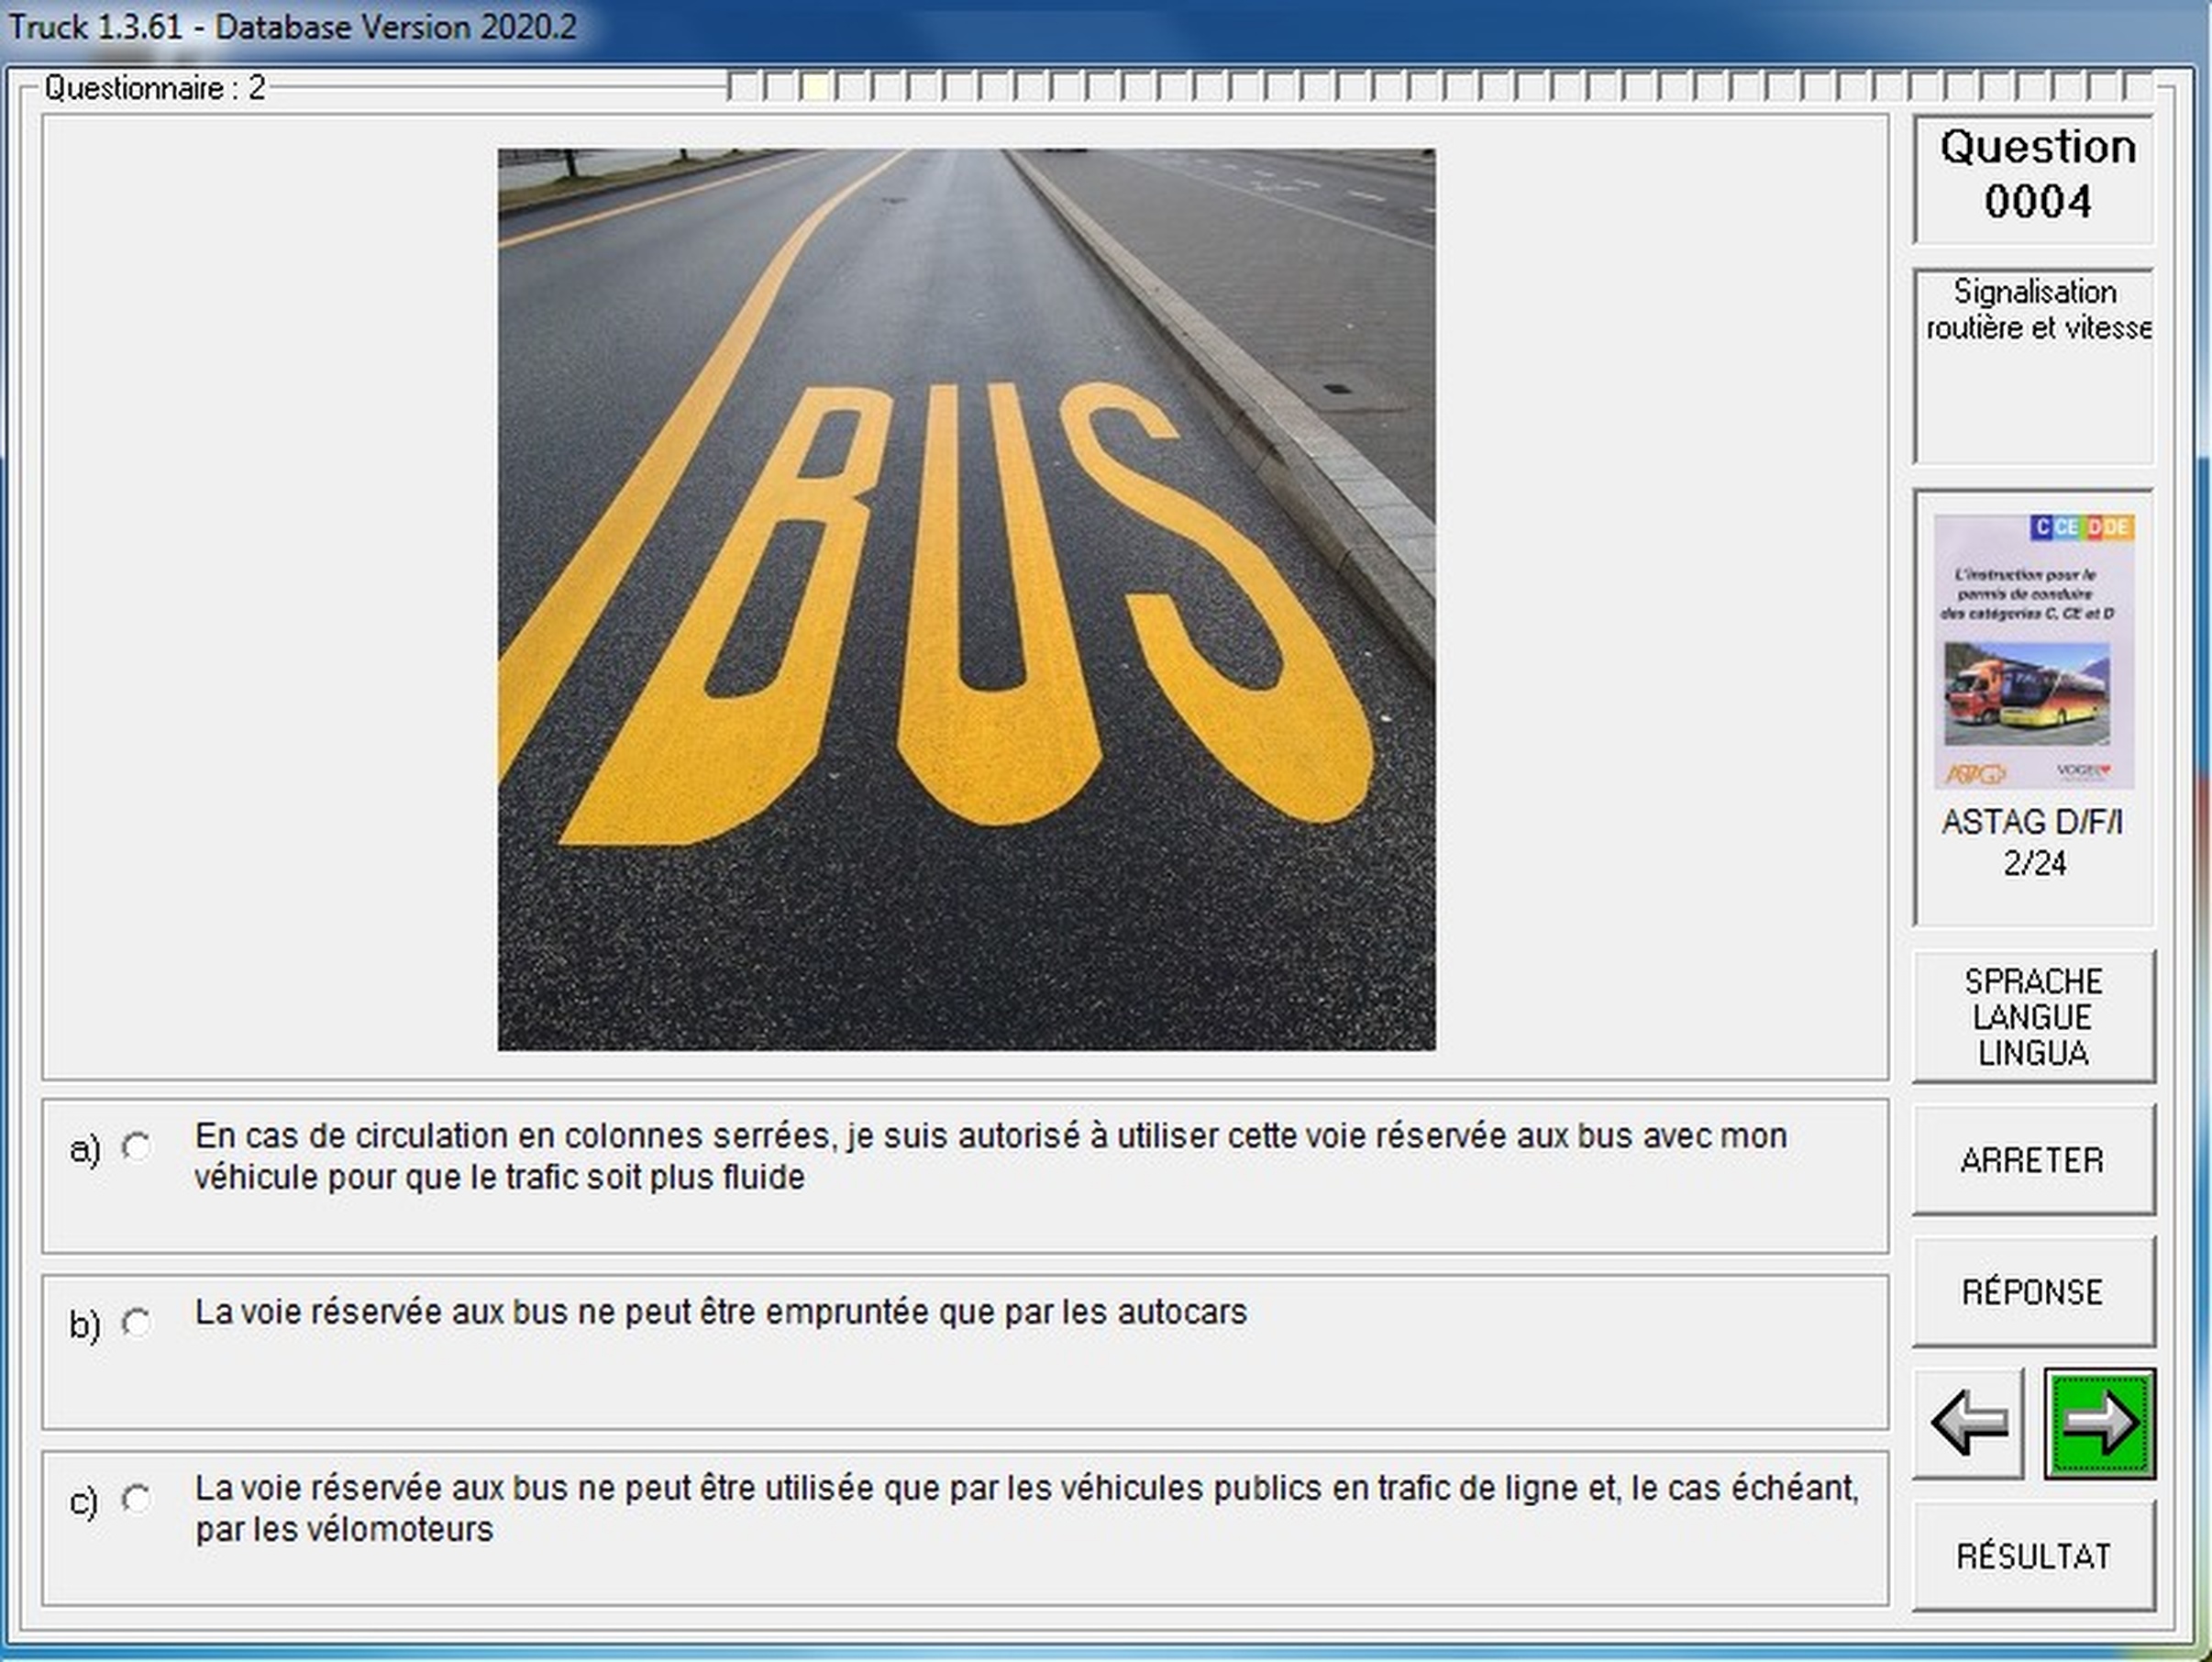 Truck 1.3.61 - Database Version 2020.2
Questionnaire : 2
Question
0004
Signalisation
routière et vitesse
BUS
C CE D DE
L'instruction pour le
permis de conduire
des catégories C, CE et D
ASTAG
VOGEL
ASTAG D/F/I
2/24
SPRACHE
LANGUE
LINGUA
a) En cas de circulation en colonnes serrées, je suis autorisé à utiliser cette voie réservée aux bus avec mon
véhicule pour que le trafic soit plus fluide
ARRETER
b) La voie réservée aux bus ne peut être empruntée que par les autocars
RÉPONSE
c) La voie réservée aux bus ne peut être utilisée que par les véhicules publics en trafic de ligne et, le cas échéant,
par les vélomoteurs
RÉSULTAT